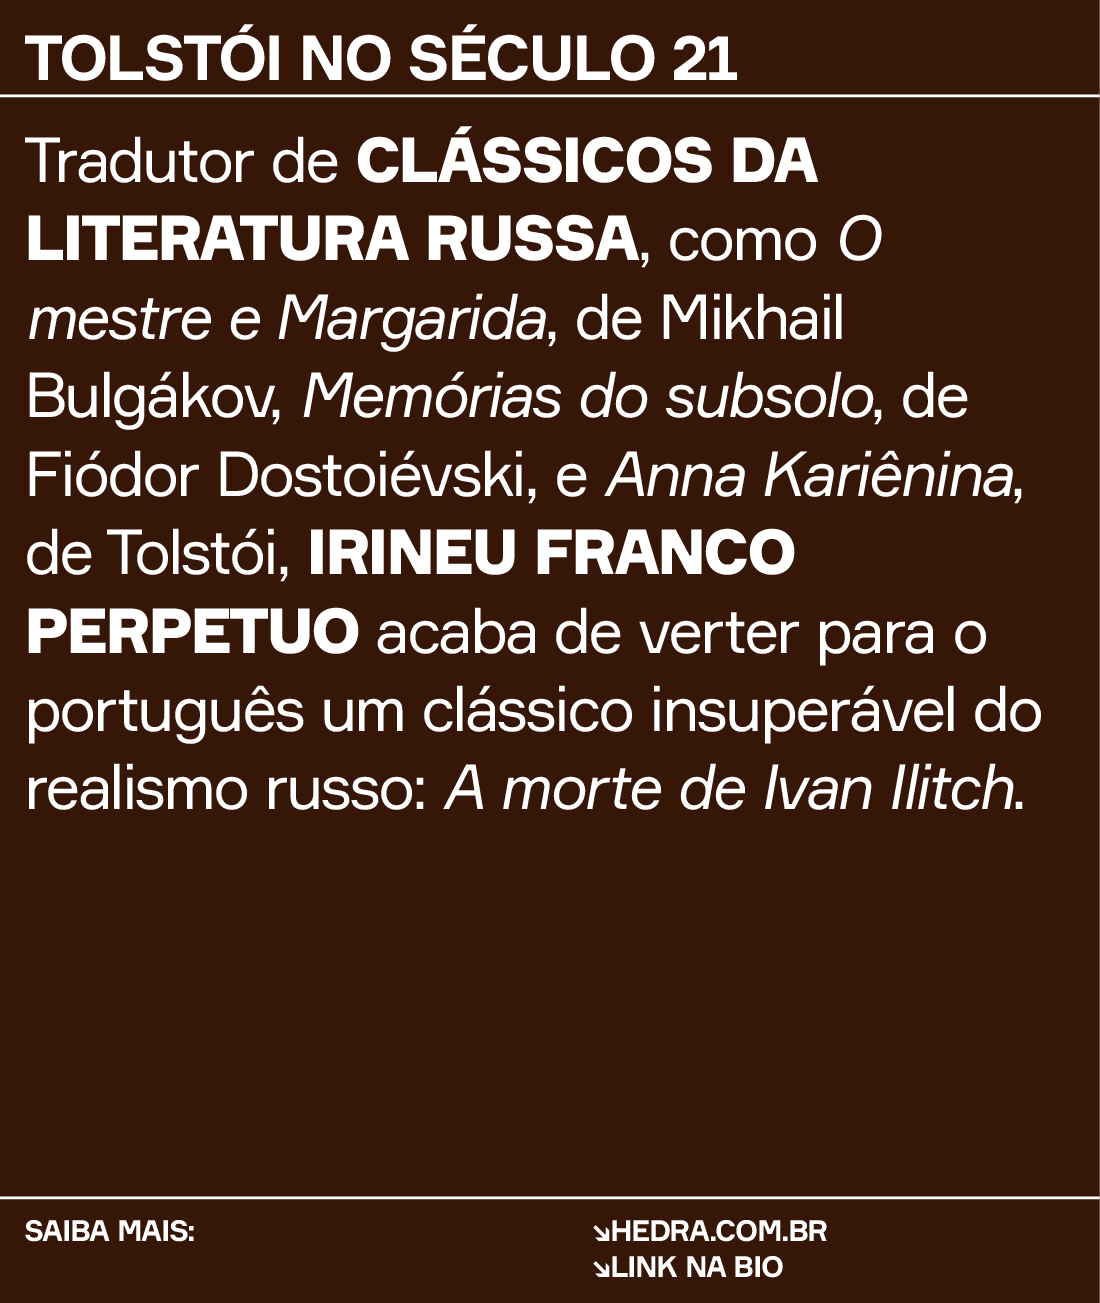 TOLSTÓI NO SÉCULO 21
Tradutor de CLÁSSICOS DA
LITERATURA RUSSA, como O
mestre e Margarida, de Mikhail
Bulgákov, Memórias do subsolo, de
Fiódor Dostoiévski, e Anna Kariênina,
de Tolstói, IRINEU FRANCO
PERPETUO acaba de verter para o
português um clássico insuperável do
realismo russo: A morte de Ivan Ilitch.
SAIBA MAIS:
↘HEDRA.COM.BR
↘LINK NA BIO